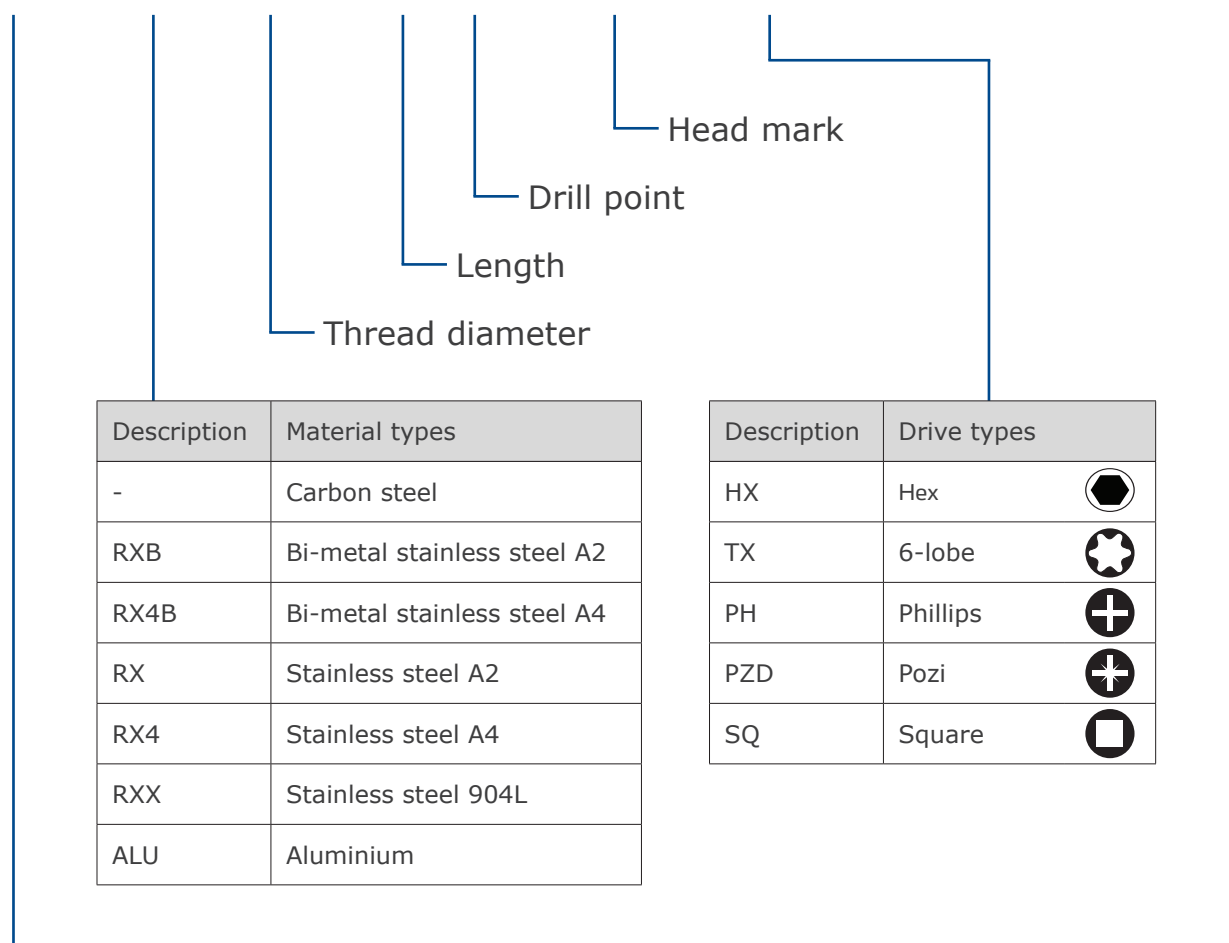 Head mark
Drill point
Length
Thread diameter
Description Material types
- Carbon steel
RXB Bi-metal stainless steel A2
RX4B Bi-metal stainless steel A4
RX Stainless steel A2
RX4 Stainless steel A4
RXX Stainless steel 904L
ALU Aluminium
Description Drive types
HX Hex
TX 6-lobe
PH Phillips
PZD Pozi
SQ Square